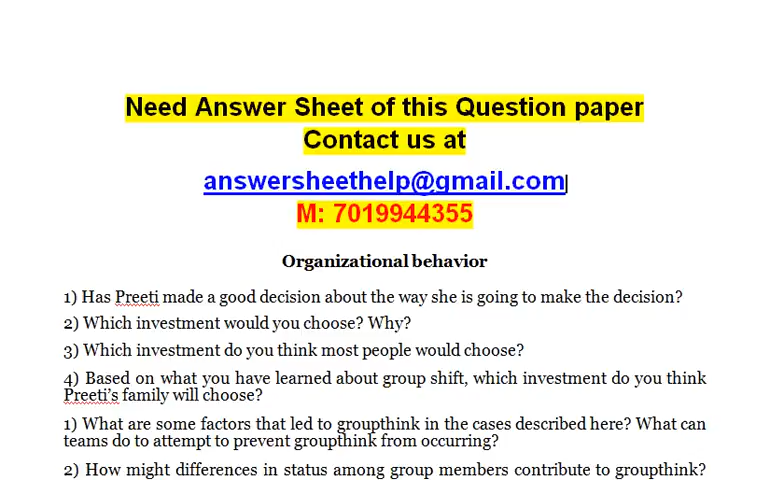 Need Answer Sheet of this Question paper
Contact us at
answersheethelp@gmail.com
M: 7019944355
Organizational behavior
1) Has Preeti made a good decision about the way she is going to make the decision?
2) Which investment would you choose? Why?
3) Which investment do you think most people would choose?
4) Based on what you have learned about group shift, which investment do you think
Preeti's family will choose?
1) What are some factors that led to groupthink in the cases described here? What can
teams do to attempt to prevent groupthink from occurring?
2) How might differences in status among group members contribute to groupthink?